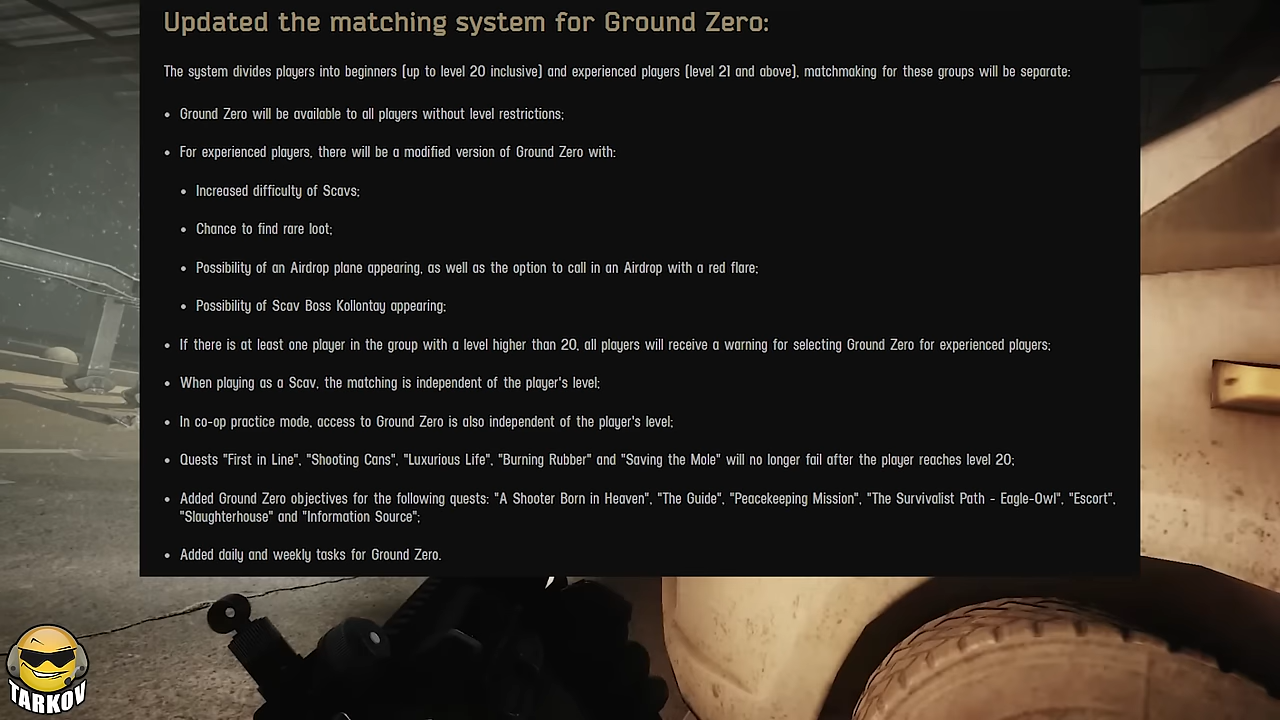 Updated the matching system for Ground Zero:
The system divides players into beginners (up to level 20 inclusive) and experienced players (level 21 and above), matchmaking for these groups will be separate:
• Ground Zero will be available to all players without level restrictions;
• For experienced players, there will be a modified version of Ground Zero with:
• Increased difficulty of Scavs;
• Chance to find rare loot;
• Possibility of an Airdrop plane appearing, as well as the option to call in an Airdrop with a red flare;
• Possibility of Scav Boss Kollontay appearing;
• If there is at least one player in the group with a level higher than 20, all players will receive a warning for selecting Ground Zero for experienced players;
• When playing as a Scav, the matching is independent of the player's level;
• In co-op practice mode, access to Ground Zero is also independent of the player's level;
• Quests "First in Line", "Shooting Cans", "Luxurious Life", "Burning Rubber" and "Saving the Mole" will no longer fail after the player reaches level 20;
• Added Ground Zero objectives for the following quests: "A Shooter Born in Heaven", "The Guide", "Peacekeeping Mission", "The Survivalist Path - Eagle-Owl", "Escort",
"Slaughterhouse" and "Information Source";
• Added daily and weekly tasks for Ground Zero.
TARKOV